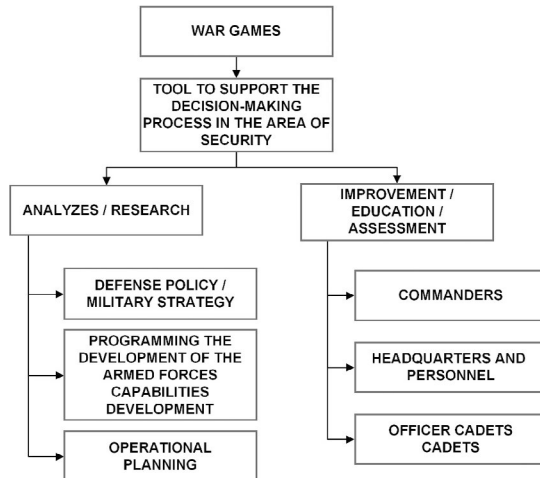 WAR GAMES
TOOL TO SUPPORT THE
DECISION-MAKING
PROCESS IN THE AREA OF
SECURITY
ANALYZES / RESEARCH
DEFENSE POLICY /
MILITARY STRATEGY
PROGRAMMING THE
DEVELOPMENT OF THE
ARMED FORCES
CAPABILITIES
DEVELOPMENT
OPERATIONAL
PLANNING
IMPROVEMENT /
EDUCATION /
ASSESSMENT
COMMANDERS
HEADQUARTERS AND
PERSONNEL
OFFICER CADETS
CADETS